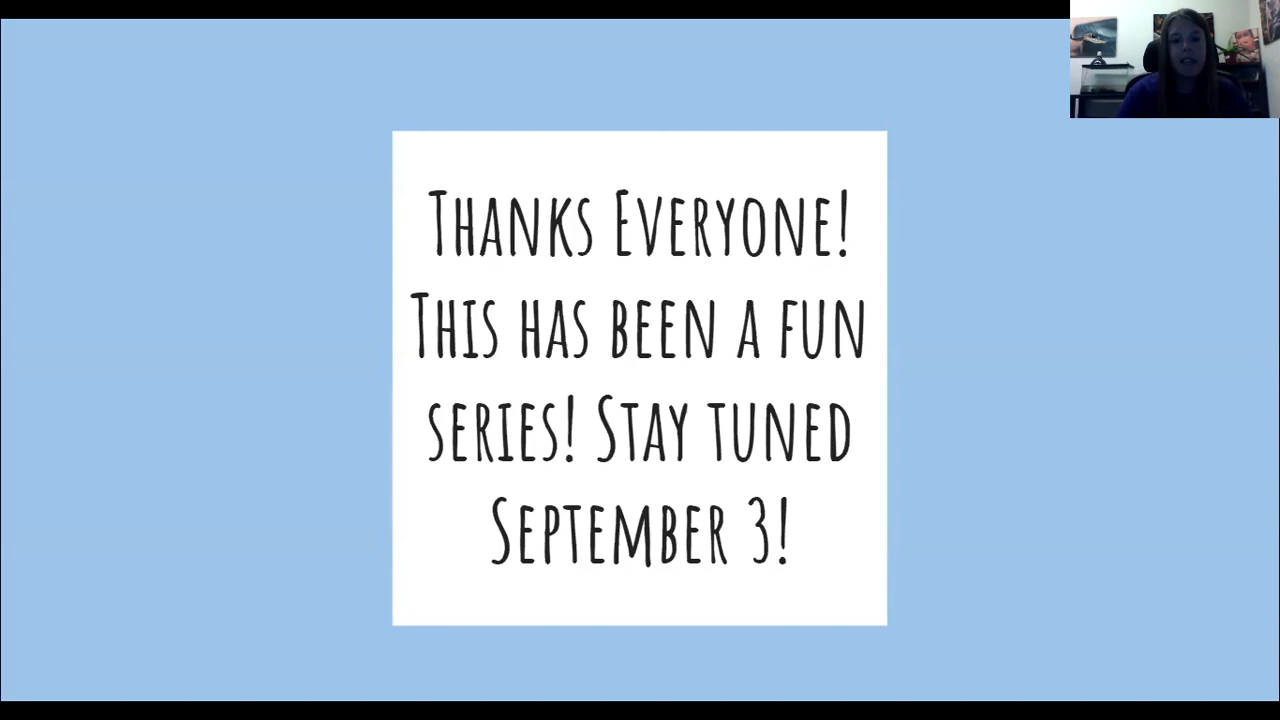 Thanks Everyone!
This has been a fun
series! Stay tuned
September 3!